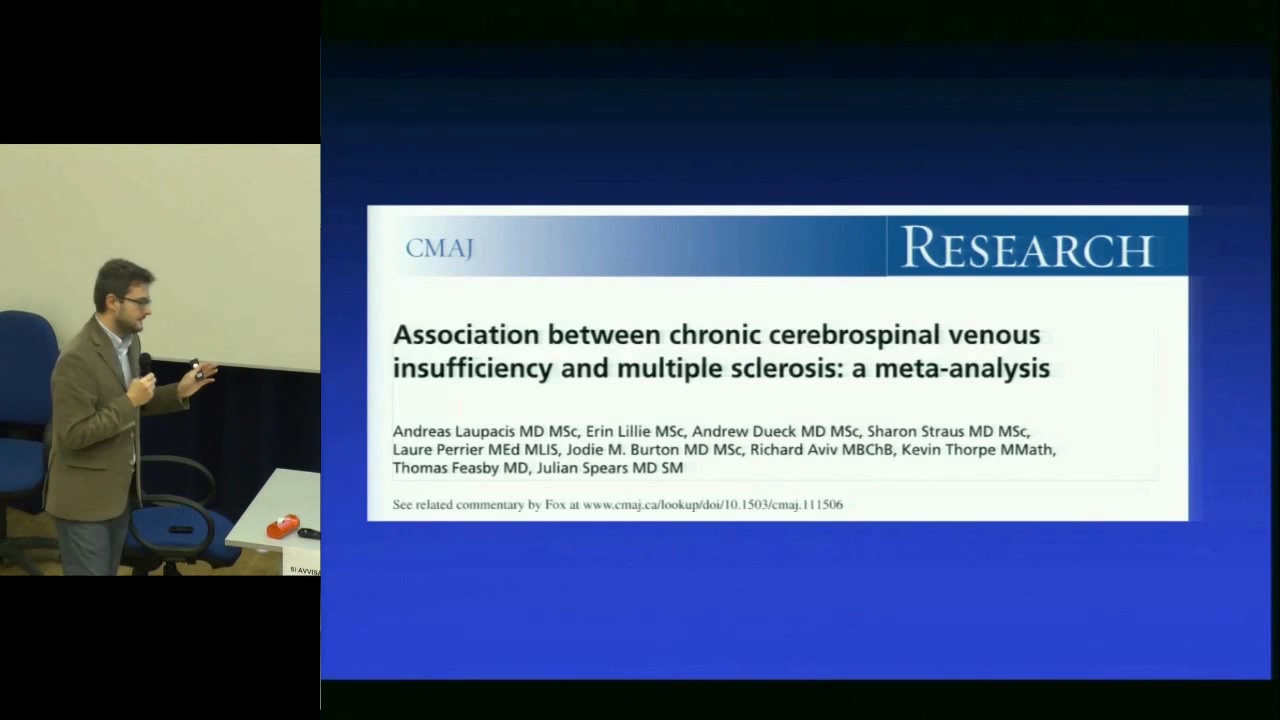 CMAJ
RESEARCH
Association between chronic cerebrospinal venous
insufficiency and multiple sclerosis: a meta-analysis
Andreas Laupacis MD MSc, Erin Lillie MSc, Andrew Dueck MD MSc, Sharon Straus MD MSc,
Laure Perrier MEd MLIS, Jodie M. Burton MD MSc, Richard Aviv MBChB, Kevin Thorpe MMath,
Thomas Feasby MD, Julian Spears MD SM
See related commentary by Fox at www.cmaj.ca/lookup/doi/10.1503/cmaj.111506
SI AVVISA